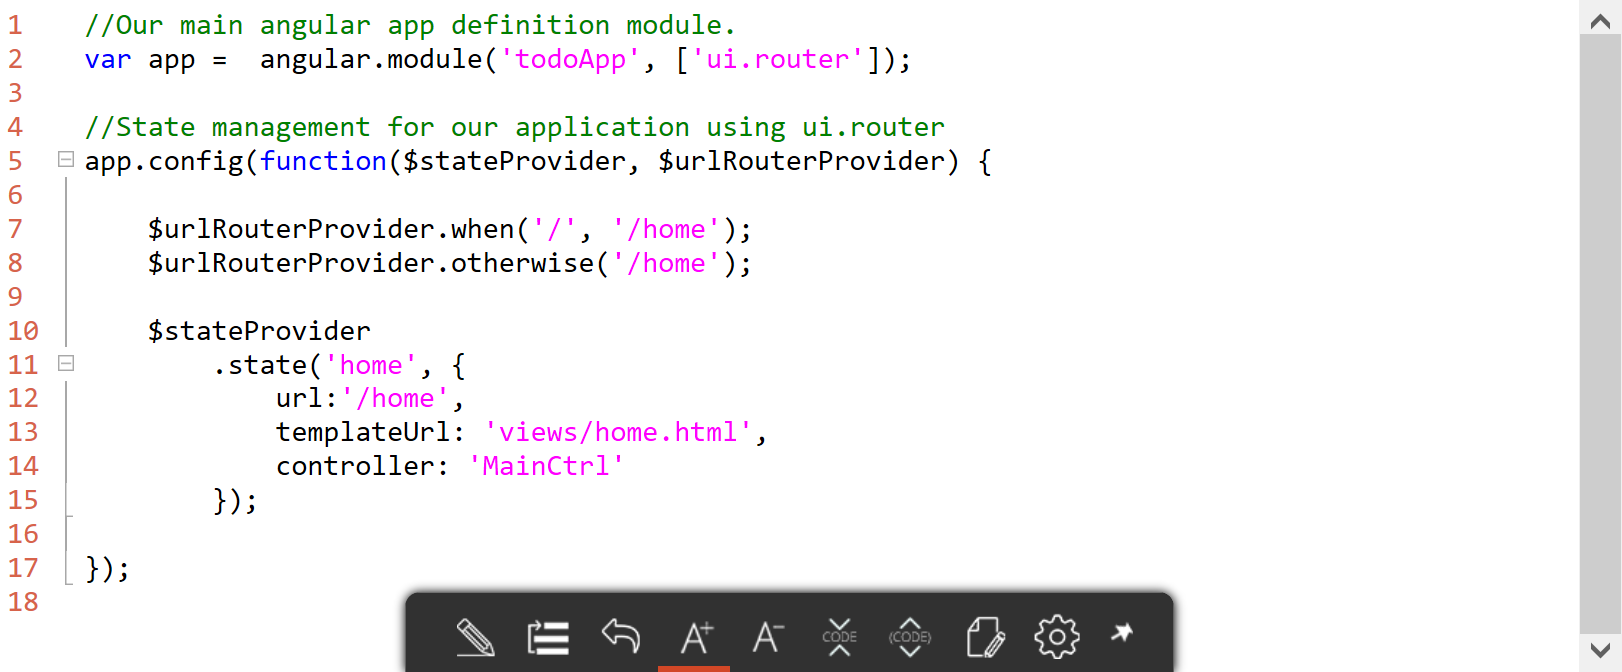 1 //Our main angular app definition module.
2 var app =  angular.module('todoApp', ['ui.router']);
3
4 //State management for our application using ui.router
5 app.config(function($stateProvider, $urlRouterProvider) {
6
7     $urlRouterProvider.when('/', '/home');
8     $urlRouterProvider.otherwise('/home');
9
10     $stateProvider
11         .state('home', {
12             url:'/home',
13             templateUrl: 'views/home.html',
14             controller: 'MainCtrl'
15         });
16
17 });
18
A+ A- CODE (CODE)